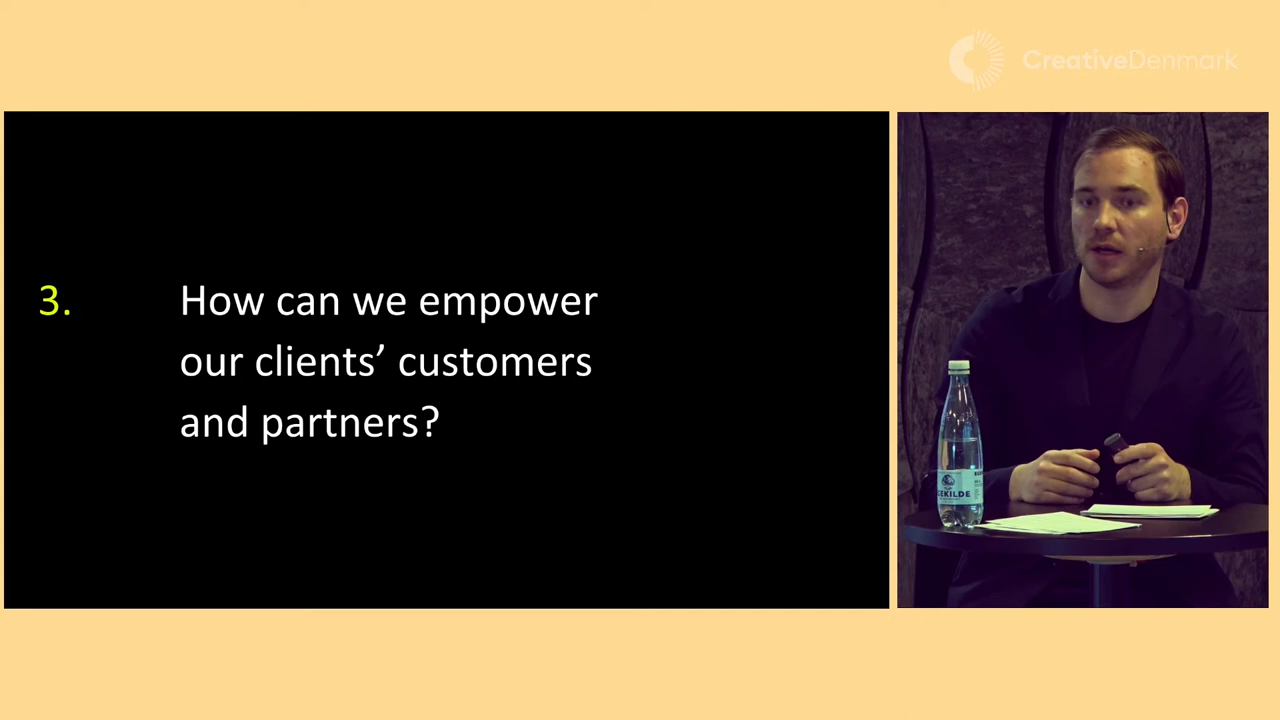 CreativeDenmark
3. How can we empower
our clients’ customers
and partners?
EKILDE